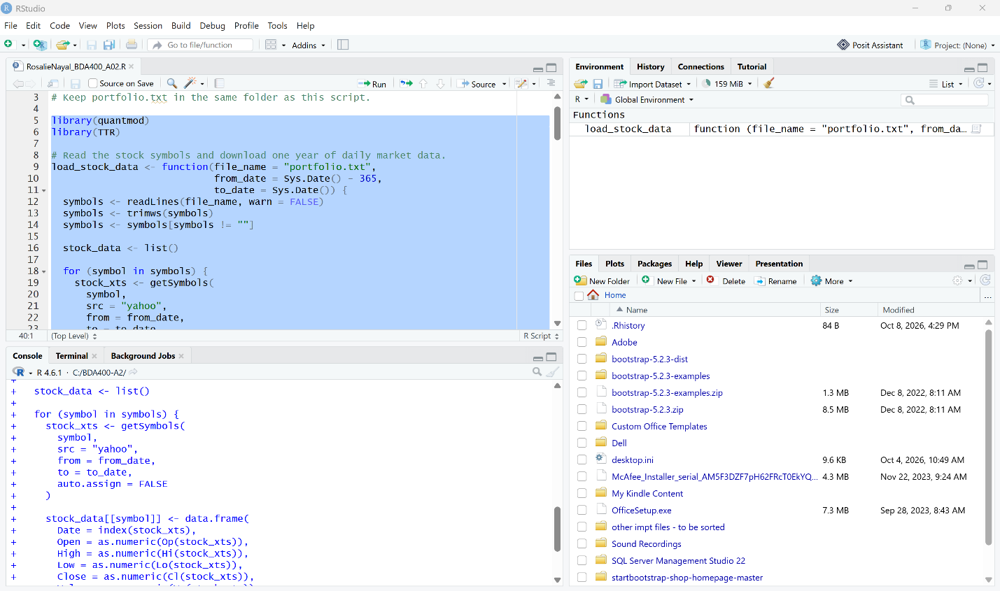 RStudio
File Edit Code View Plots Session Build Debug Profile Tools Help
Go to file/function Addins Posit Assistant Project: (None)
RosalieNayal_BDA400_A02.R
Source on Save Run Source
3 # Keep portfolio.txt in the same folder as this script.
4
5 library(quantmod)
6 library(TTR)
7
8 # Read the stock symbols and download one year of daily market data.
9 load_stock_data <- function(file_name = "portfolio.txt",
10 from_date = Sys.Date() - 365,
11 to_date = Sys.Date()) {
12 symbols <- readLines(file_name, warn = FALSE)
13 symbols <- trimws(symbols)
14 symbols <- symbols[symbols != ""]
15
16 stock_data <- list()
17
18 for (symbol in symbols) {
19 stock_xts <- getSymbols(
20 symbol,
21 src = "yahoo",
22 from = from_date,
23 to = to_date
40:1 (Top Level) R Script
Console Terminal Background Jobs
R 4.6.1 · C:/BDA400-A2/
+
+ stock_data <- list()
+
+ for (symbol in symbols) {
+ stock_xts <- getSymbols(
+ symbol,
+ src = "yahoo",
+ from = from_date,
+ to = to_date,
+ auto.assign = FALSE
+ )
+
+ stock_data[[symbol]] <- data.frame(
+ Date = index(stock_xts),
+ Open = as.numeric(Op(stock_xts)),
+ High = as.numeric(Hi(stock_xts)),
+ Low = as.numeric(Lo(stock_xts)),
+ Close = as.numeric(Cl(stock_xts)),
Environment History Connections Tutorial
Import Dataset 159 MiB List
R Global Environment
Functions
load_stock_data function (file_name = "portfolio.txt", from_da...
Files Plots Packages Help Viewer Presentation
New Folder New File Delete Rename More
Home ...
Name Size Modified
.Rhistory 84 B Oct 8, 2026, 4:29 PM
Adobe
bootstrap-5.2.3-dist
bootstrap-5.2.3-examples
bootstrap-5.2.3-examples.zip 1.3 MB Dec 8, 2022, 8:11 AM
bootstrap-5.2.3.zip 8.5 MB Dec 8, 2022, 8:11 AM
Custom Office Templates
Dell
desktop.ini 9.6 KB Oct 4, 2026, 10:49 AM
McAfee_Installer_serial_AM5F3DZF7pH62FRcT0EkYQ... 4.3 MB Nov 22, 2023, 9:24 AM
My Kindle Content
OfficeSetup.exe 7.3 MB Sep 28, 2023, 8:43 AM
other impt files - to be sorted
Sound Recordings
SQL Server Management Studio 22
startbootstrap-shop-homepage-master